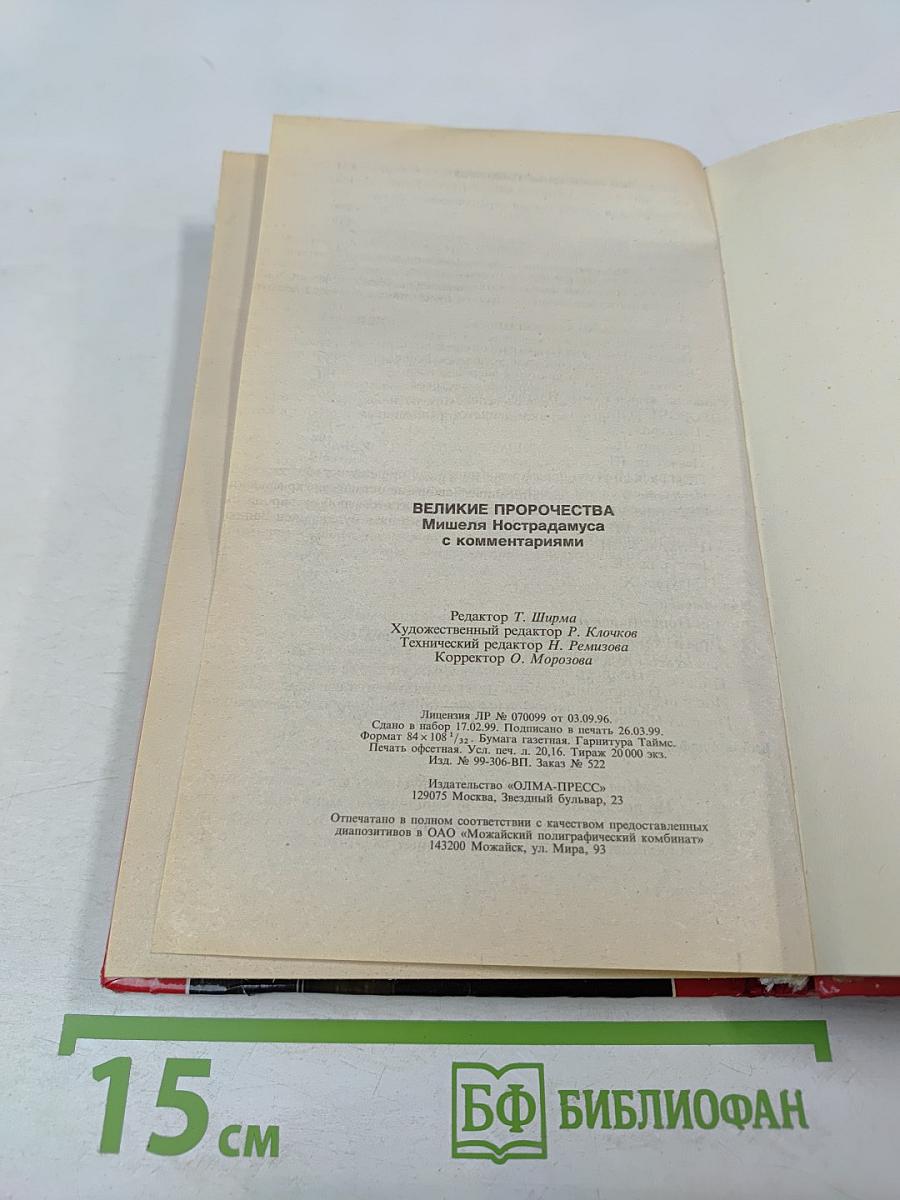 ВЕЛИКИЕ ПРОРОЧЕСТВА
Мишеля Нострадамуса
с комментариями
Редактор Т. Ширма
Художественный редактор Р. Клочков
Технический редактор Н. Ремизова
Корректор О. Морозова
Лицензия ЛР № 070099 от 03.09.96.
Сдано в набор 17.02.99. Подписано в печать 26.03.99.
Формат 84×108 1/32. Бумага газетная. Гарнитура Таймс.
Печать офсетная. Усл. печ. л. 20,16. Тираж 20 000 экз.
Изд. № 99-306-ВП. Заказ № 522
Издательство «ОЛМА-ПРЕСС»
129075 Москва, Звездный бульвар, 23
Отпечатано в полном соответствии с качеством предоставленных
диапозитивов в ОАО «Можайский полиграфический комбинат»
143200 Можайск, ул. Мира, 93
15 см
БФ БИБЛИОФАН